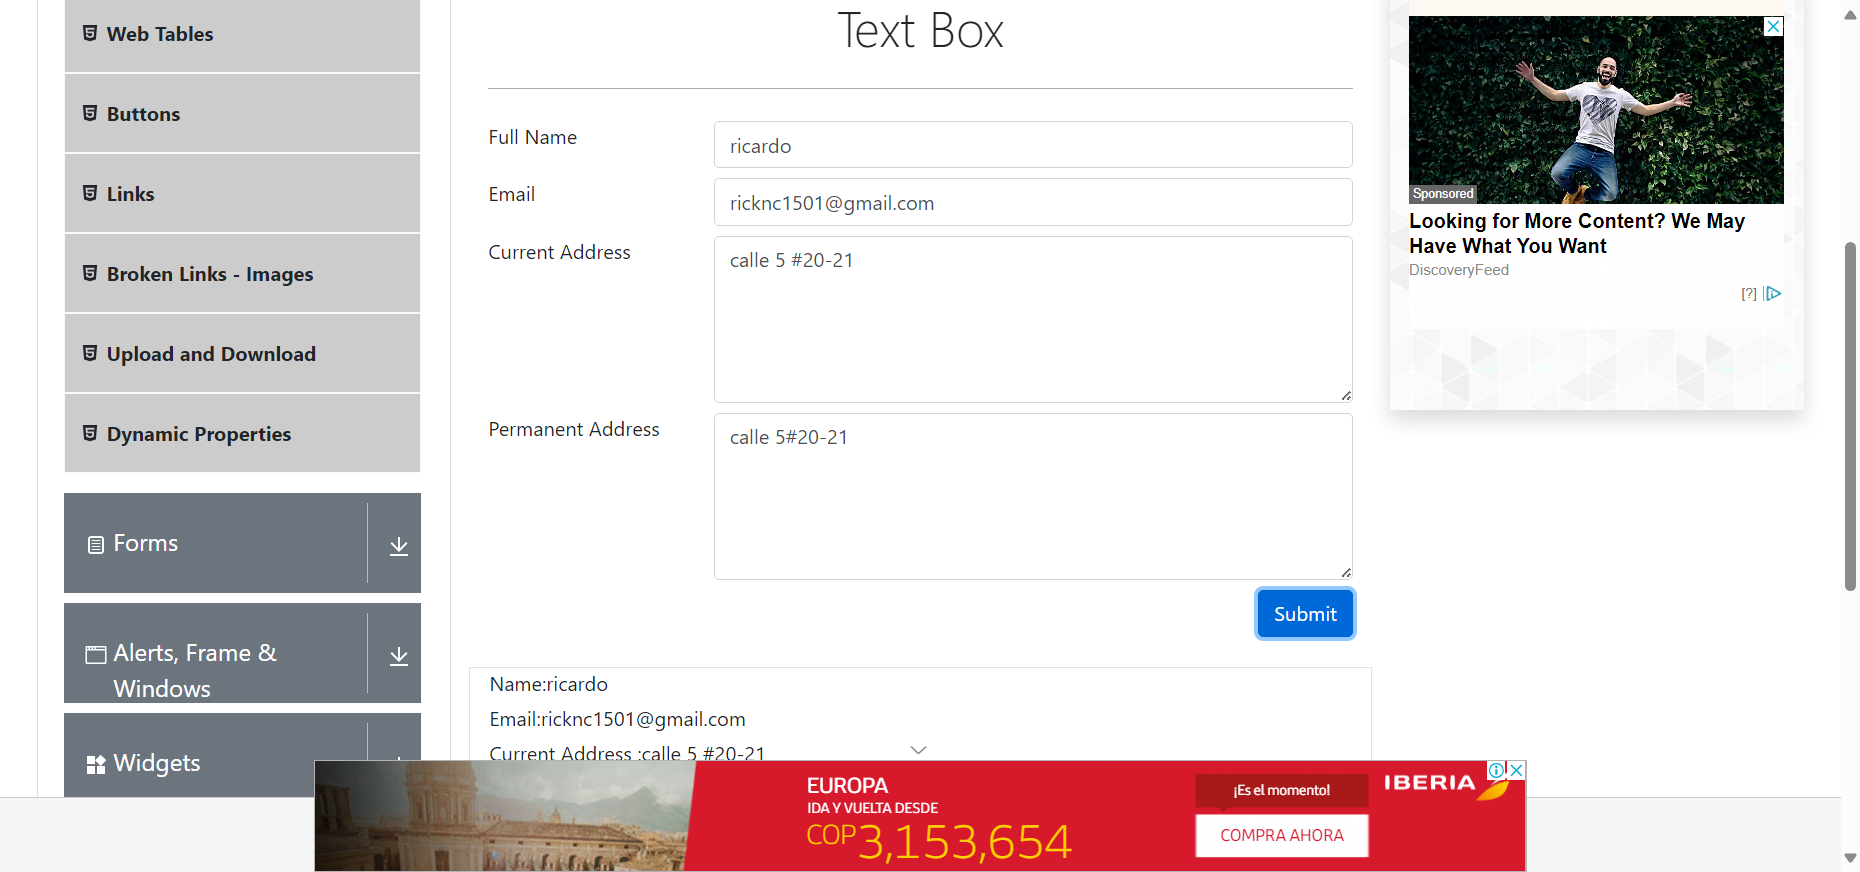 Web Tables
Buttons
Links
Broken Links - Images
Upload and Download
Dynamic Properties
Forms
Alerts, Frame &
Windows
Widgets
Text Box
Full Name
ricardo
Email
ricknc1501@gmail.com
Current Address
calle 5 #20-21
Permanent Address
calle 5#20-21
Submit
Name:ricardo
Email:ricknc1501@gmail.com
Current Address :calle 5 #20-21
Sponsored
Looking for More Content? We May
Have What You Want
DiscoveryFeed
[?]
EUROPA
IDA Y VUELTA DESDE
COP3,153,654
¡Es el momento!
COMPRA AHORA
IBERIA